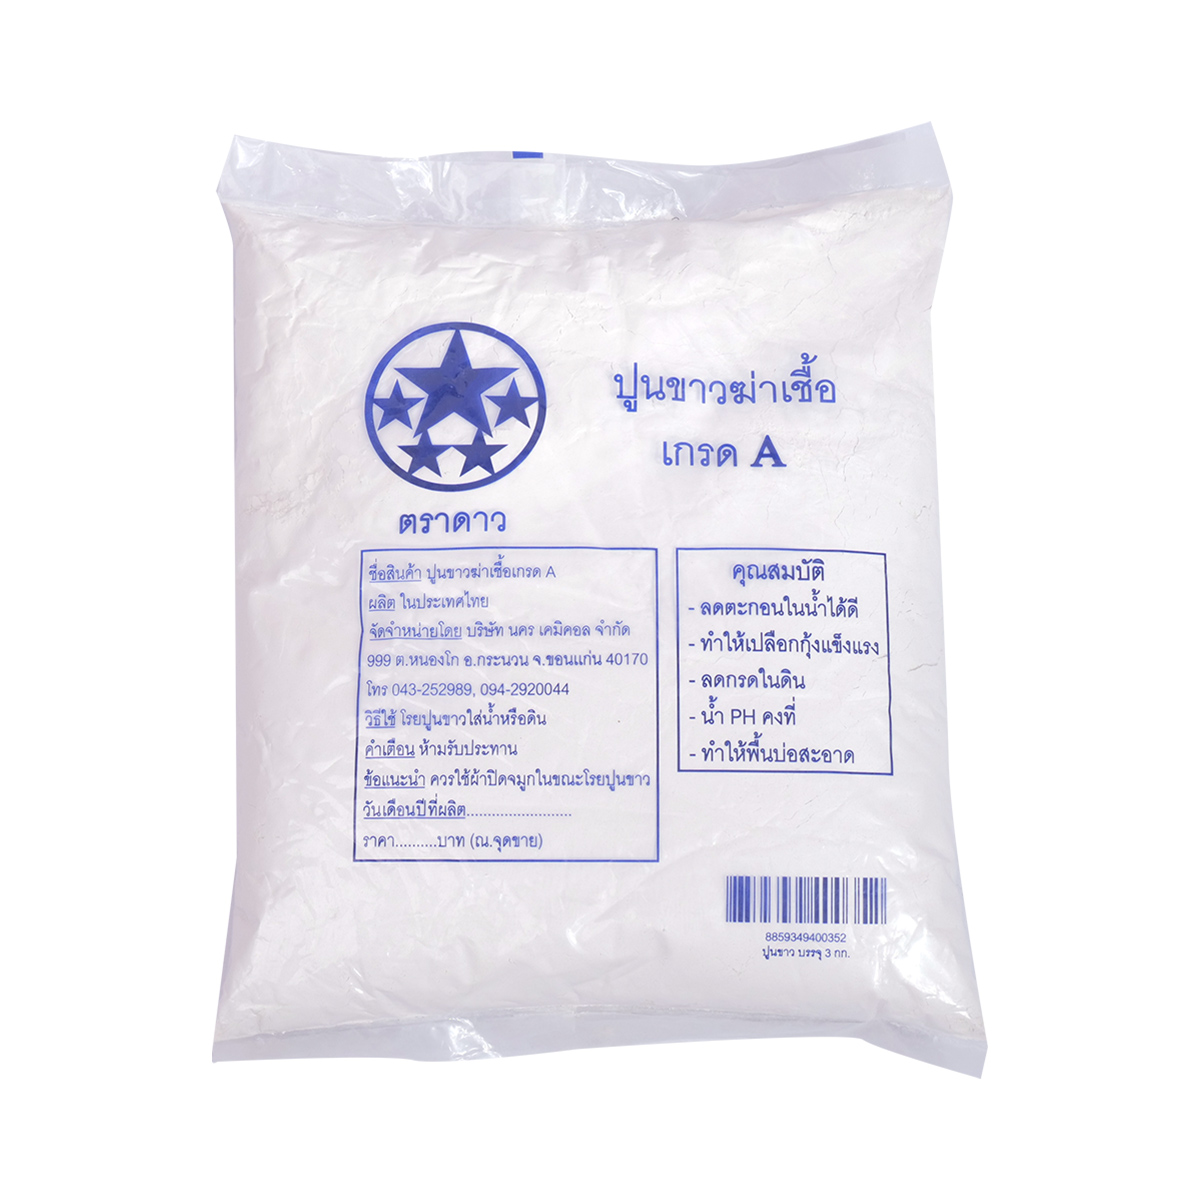 ปูนขาวฆ่าเชื้อ
เกรด A
ตราดาว
ชื่อสินค้า ปูนขาวฆ่าเชื้อเกรด A
ผลิต ในประเทศไทย
จัดจำหน่ายโดย บริษัท นคร เคมิคอล จำกัด
999 ต.หนองโก อ.กระนวน จ.ขอนแก่น 40170
โทร 043-252989, 094-2920044
วิธีใช้ โรยปูนขาวใส่น้ำหรือดิน
คำเตือน ห้ามรับประทาน
ข้อแนะนำ ควรใช้ผ้าปิดจมูกในขณะโรยปูนขาว
วันเดือนปีที่ผลิต.........................
ราคา..........บาท (ณ.จุดขาย)
คุณสมบัติ
- ลดตะกอนในน้ำได้ดี
- ทำให้เปลือกกุ้งแข็งแรง
- ลดกรดในดิน
- น้ำ PH คงที่
- ทำให้พื้นบ่อสะอาด
8859349400352
ปูนขาว บรรจุ 3 กก.